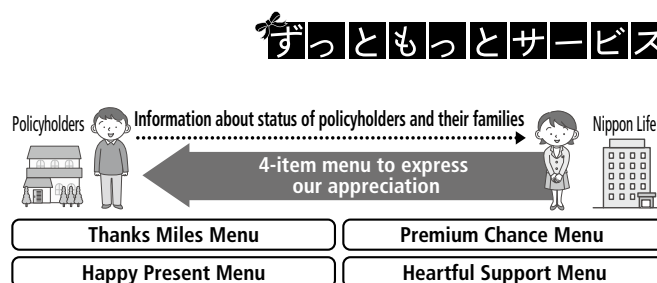 ずっともっとサービス
Policyholders
Information about status of policyholders and their families
Nippon Life
4-item menu to express
our appreciation
Thanks Miles Menu
Premium Chance Menu
Happy Present Menu
Heartful Support Menu